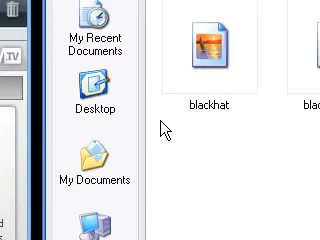 My Recent
Documents
Desktop
My Documents
blackhat
TV